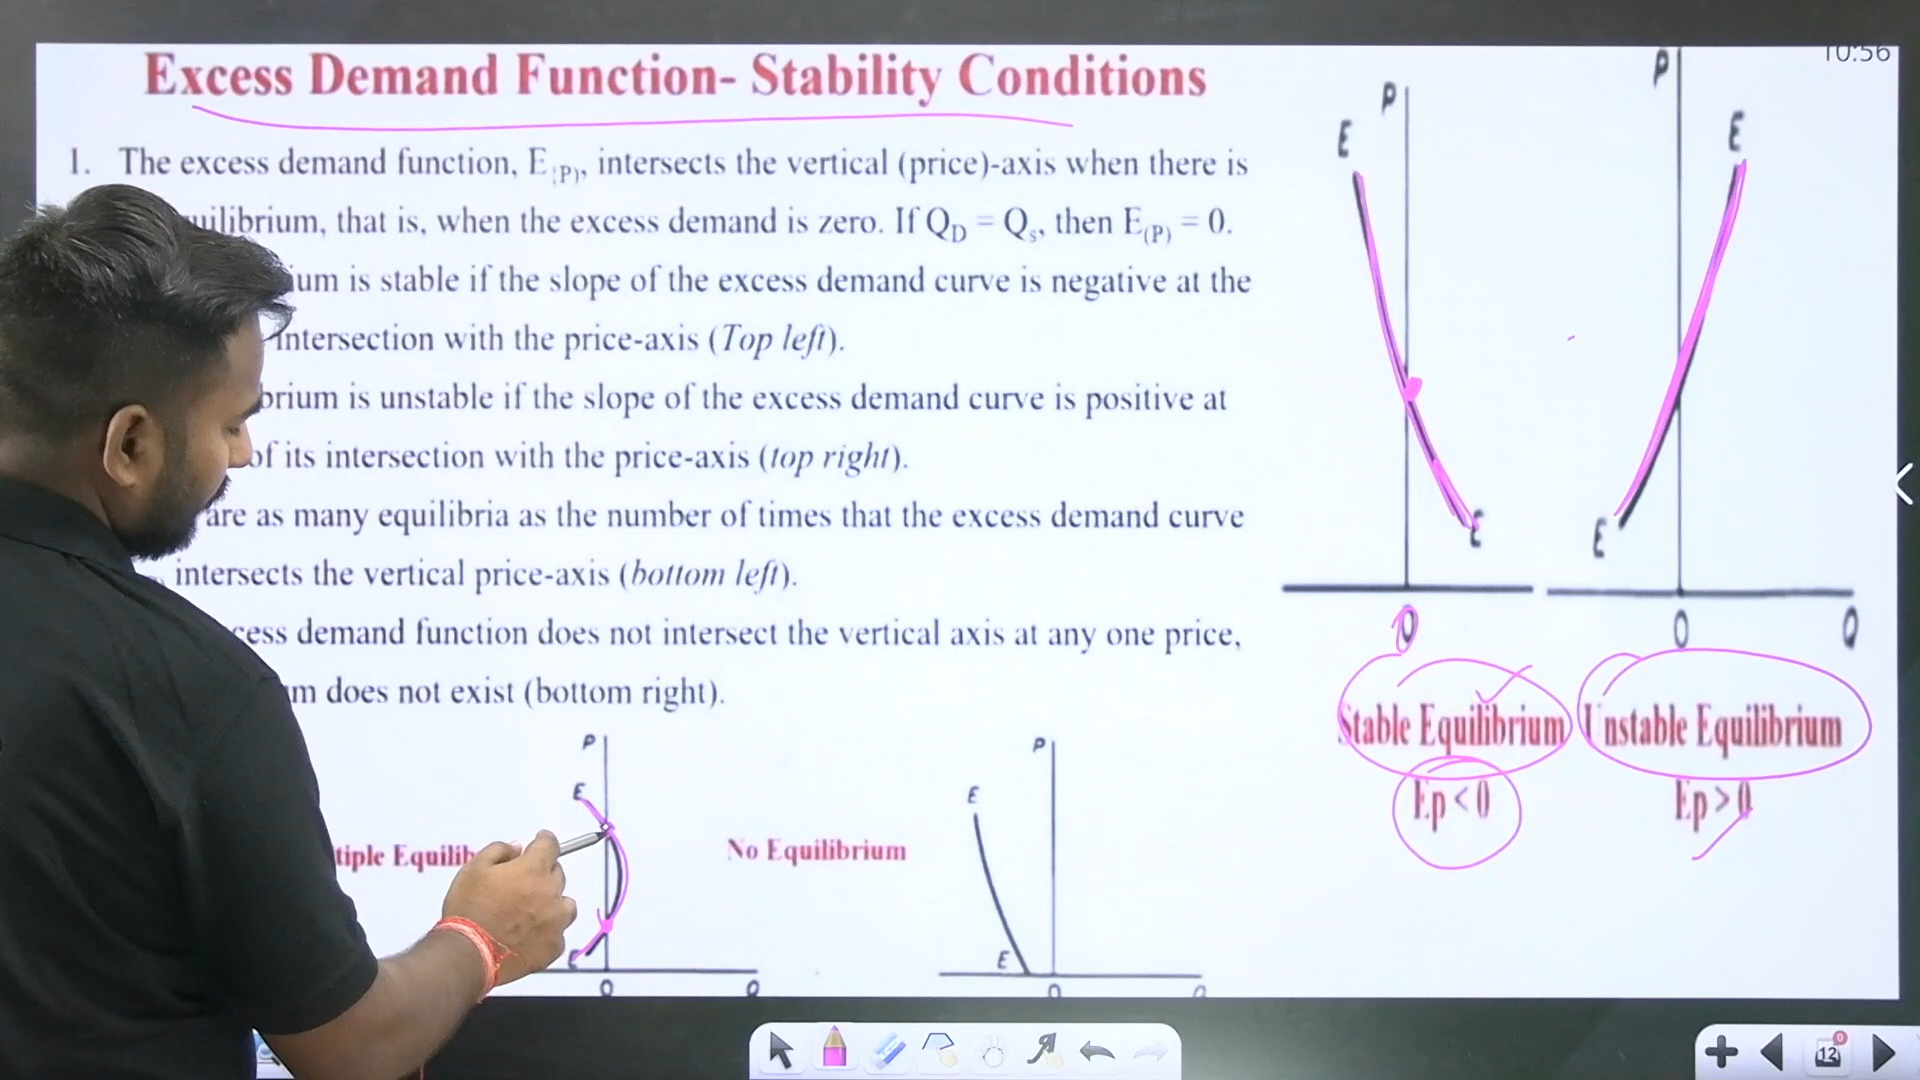 10:56
Excess Demand Function- Stability Conditions
1. The excess demand function, E(P), intersects the vertical (price)-axis when there is
uilibrium, that is, when the excess demand is zero. If QD = Qs, then E(P) = 0.
ium is stable if the slope of the excess demand curve is negative at the
intersection with the price-axis (Top left).
brium is unstable if the slope of the excess demand curve is positive at
of its intersection with the price-axis (top right).
are as many equilibria as the number of times that the excess demand curve
intersects the vertical price-axis (bottom left).
cess demand function does not intersect the vertical axis at any one price,
m does not exist (bottom right).
P
E
E
0
Stable Equilibrium
Ep < 0
P
E
E
0
Q
Unstable Equilibrium
Ep > 0
tiple Equilib
P
E
E
0
Q
No Equilibrium
P
E
E
0
Q
12
0